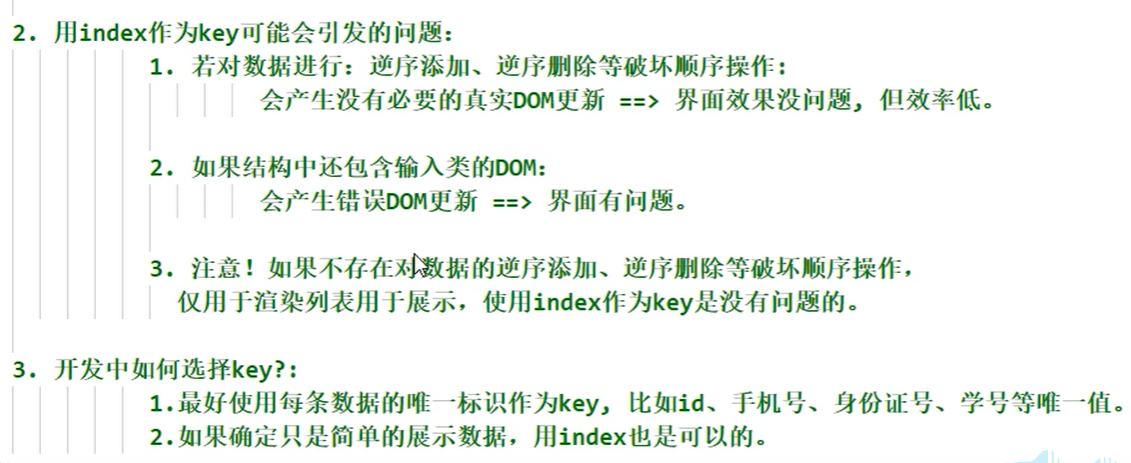 2. 用index作为key可能会引发的问题：
1. 若对数据进行：逆序添加、逆序删除等破坏顺序操作：
会产生没有必要的真实DOM更新 ==> 界面效果没问题, 但效率低。
2. 如果结构中还包含输入类的DOM：
会产生错误DOM更新 ==> 界面有问题。
3. 注意！如果不存在对数据的逆序添加、逆序删除等破坏顺序操作，
仅用于渲染列表用于展示，使用index作为key是没有问题的。
3. 开发中如何选择key?:
1.最好使用每条数据的唯一标识作为key, 比如id、手机号、身份证号、学号等唯一值。
2.如果确定只是简单的展示数据，用index也是可以的。